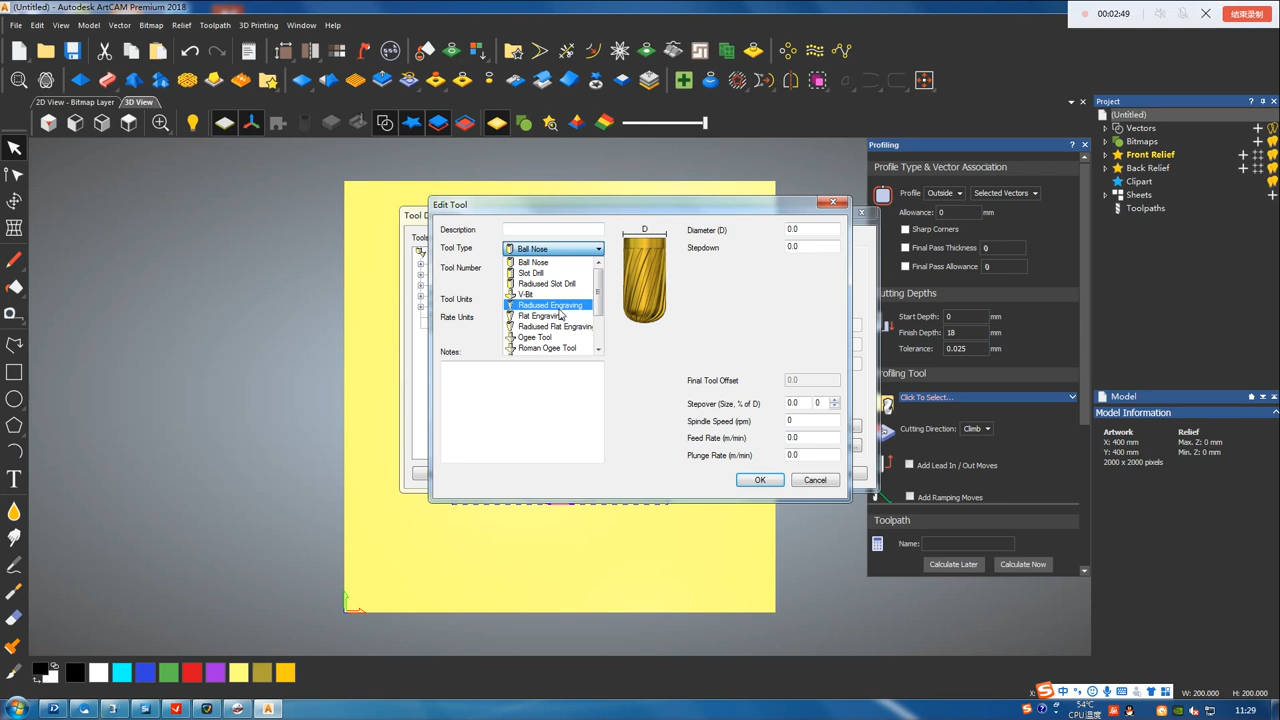 (Untitled) - Autodesk ArtCAM Premium 2018
File Edit View Model Vector Bitmap Relief Toolpath 3D Printing Window Help
00:02:49
结束录制
2D View - Bitmap Layer
3D View
Edit Tool
Description
Tool Type
Ball Nose
Tool Number
Tool Units
Rate Units
Notes:
Ball Nose
Slot Drill
Radiused Slot Drill
V-Bit
Radiused Engraving
Flat Engraving
Radiused Flat Engraving
Ogee Tool
Roman Ogee Tool
D
Diameter (D) 0.0
Stepdown 0.0
Final Tool Offset 0.0
Stepover (Size, % of D) 0.0 0
Spindle Speed (rpm) 0
Feed Rate (m/min) 0.0
Plunge Rate (m/min) 0.0
OK
Cancel
Profiling
Profile Type & Vector Association
Profile Outside Selected Vectors
Allowance: 0 mm
Sharp Corners
Final Pass Thickness 0 mm
Final Pass Allowance 0 mm
Cutting Depths
Start Depth: 0 mm
Finish Depth: 18 mm
Tolerance: 0.025 mm
Profiling Tool
Click To Select...
Cutting Direction: Climb
Add Lead In / Out Moves
Add Ramping Moves
Toolpath
Name:
Calculate Later
Calculate Now
Project
(Untitled)
Vectors
Bitmaps
Front Relief
Back Relief
Clipart
Sheets
Toolpaths
Model
Model Information
Artwork Relief
X: 400 mm Max. Z: 0 mm
Y: 400 mm Min. Z: 0 mm
2000 x 2000 pixels
X:
中
W: 200.000 H: 200.000
54°C
CPU温度
11:29